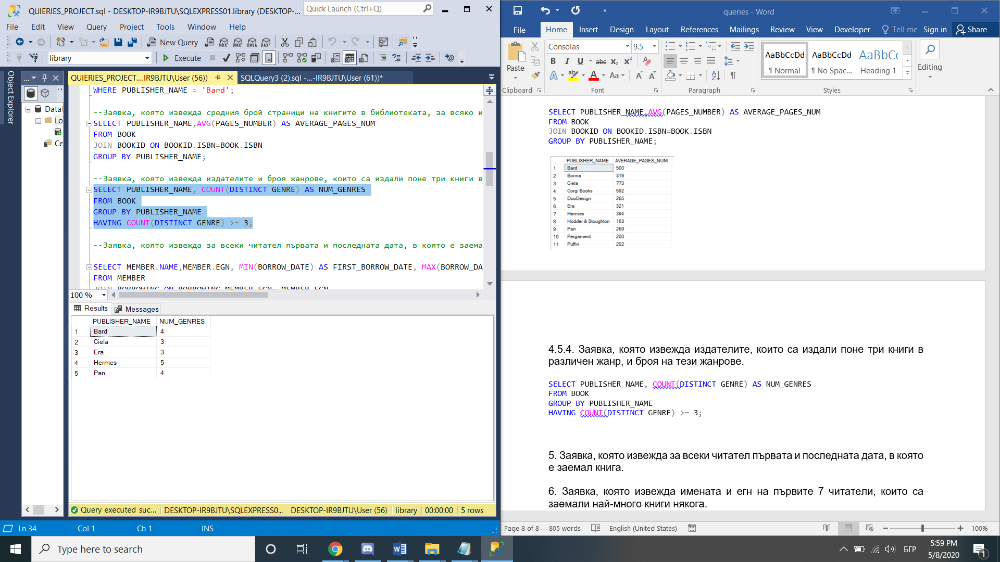 QUIERIES_PROJECT.sql - DESKTOP-IR9BJTU\SQLEXPRESS01.library (DESKTOP-...
Quick Launch (Ctrl+Q)
File Edit View Query Project Tools Window Help
New Query
MDX DMX XMLA DAX
library
Execute
Object Explorer
...
QUIERIES_PROJECT....IR9BJTU\User (56))
SQLQuery3 (2).sql -...-IR9BJTU\User (61))*
Datal
Lo
Ce
WHERE PUBLISHER_NAME = 'Bard';
--Заявка, която извежда средния брой страници на книгите в библиотеката, за всяко и
SELECT PUBLISHER_NAME,AVG(PAGES_NUMBER) AS AVERAGE_PAGES_NUM
FROM BOOK
JOIN BOOKID ON BOOKID.ISBN=BOOK.ISBN
GROUP BY PUBLISHER_NAME;
--Заявка, която извежда издателите и броя жанрове, които са издали поне три книги в
SELECT PUBLISHER_NAME, COUNT(DISTINCT GENRE) AS NUM_GENRES
FROM BOOK
GROUP BY PUBLISHER_NAME
HAVING COUNT(DISTINCT GENRE) >= 3;
--Заявка, която извежда за всеки читател първата и последната дата, в която е заема
SELECT MEMBER.NAME,MEMBER.EGN, MIN(BORROW_DATE) AS FIRST_BORROW_DATE, MAX(BORROW_DA
FROM MEMBER
JOIN BORROWING ON BORROWING.MEMBER_EGN= MEMBER.EGN
100 %
Results
Messages
PUBLISHER_NAME NUM_GENRES
1 Bard 4
2 Ciela 3
3 Era 3
4 Hermes 5
5 Pan 4
Query executed suc...
DESKTOP-IR9BJTU\SQLEXPRESS0...
DESKTOP-IR9BJTU\User (56)
library
00:00:00
5 rows
Ln 34 Col 1 Ch 1 INS
queries - Word
File Home Insert Design Layout References Mailings Review View Developer Tell me Sign in Share
Paste
Consolas 9.5
AaBbCcDd AaBbCcDd AaBbCc
¶ Normal ¶ No Spac... Heading 1
Editing
Clipboard Font Paragraph Styles
SELECT PUBLISHER_NAME,AVG(PAGES_NUMBER) AS AVERAGE_PAGES_NUM
FROM BOOK
JOIN BOOKID ON BOOKID.ISBN=BOOK.ISBN
GROUP BY PUBLISHER_NAME;
PUBLISHER_NAME AVERAGE_PAGES_NUM
1 Bard 500
2 Borina 319
3 Ciela 773
4 Corgi Books 592
5 DuoDesign 265
6 Era 321
7 Hermes 394
8 Hodder & Stoughton 163
9 Pan 269
10 Pergament 200
11 Puffin 202
4.5.4. Заявка, която извежда издателите, които са издали поне три книги в
различен жанр, и броя на тези жанрове.
SELECT PUBLISHER_NAME, COUNT(DISTINCT GENRE) AS NUM_GENRES
FROM BOOK
GROUP BY PUBLISHER_NAME
HAVING COUNT(DISTINCT GENRE) >= 3;
5. Заявка, която извежда за всеки читател първата и последната дата, в която
е заемал книга.
6. Заявка, която извежда имената и егн на първите 7 читатели, които са
заемали най-много книги някога.
Page 8 of 8 805 words English (United States) 100%
Type here to search
БГР
5:59 PM
5/8/2020
1